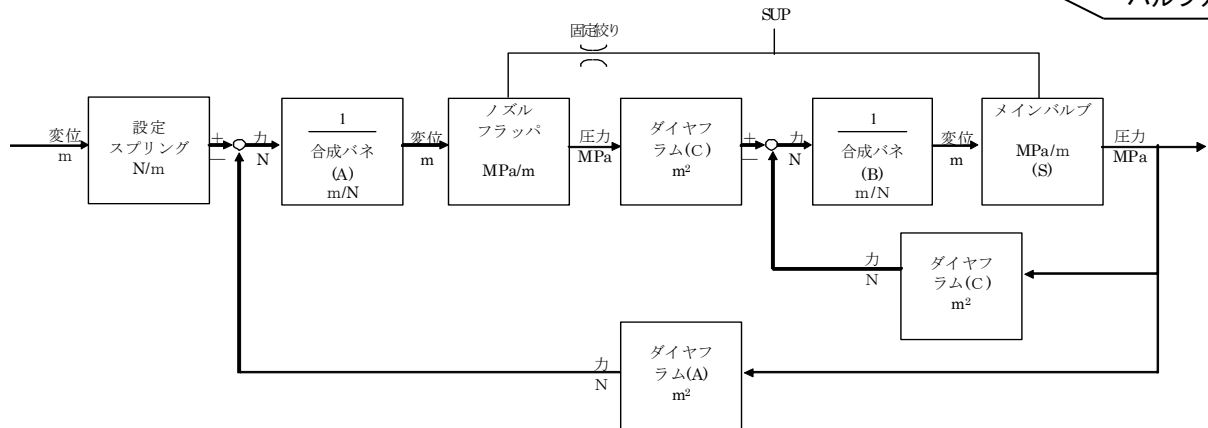 バルブ
SUP
固定絞り
変位
m
設定
スプリング
N/m
+
−
力
N
1
合成バネ
(A)
m/N
変位
m
ノズル
フラッパ
MPa/m
圧力
MPa
ダイヤフ
ラム(C)
m²
+
−
力
N
1
合成バネ
(B)
m/N
変位
m
メインバルブ
MPa/m
(S)
圧力
MPa
力
N
ダイヤフ
ラム(C)
m²
力
N
ダイヤフ
ラム(A)
m²